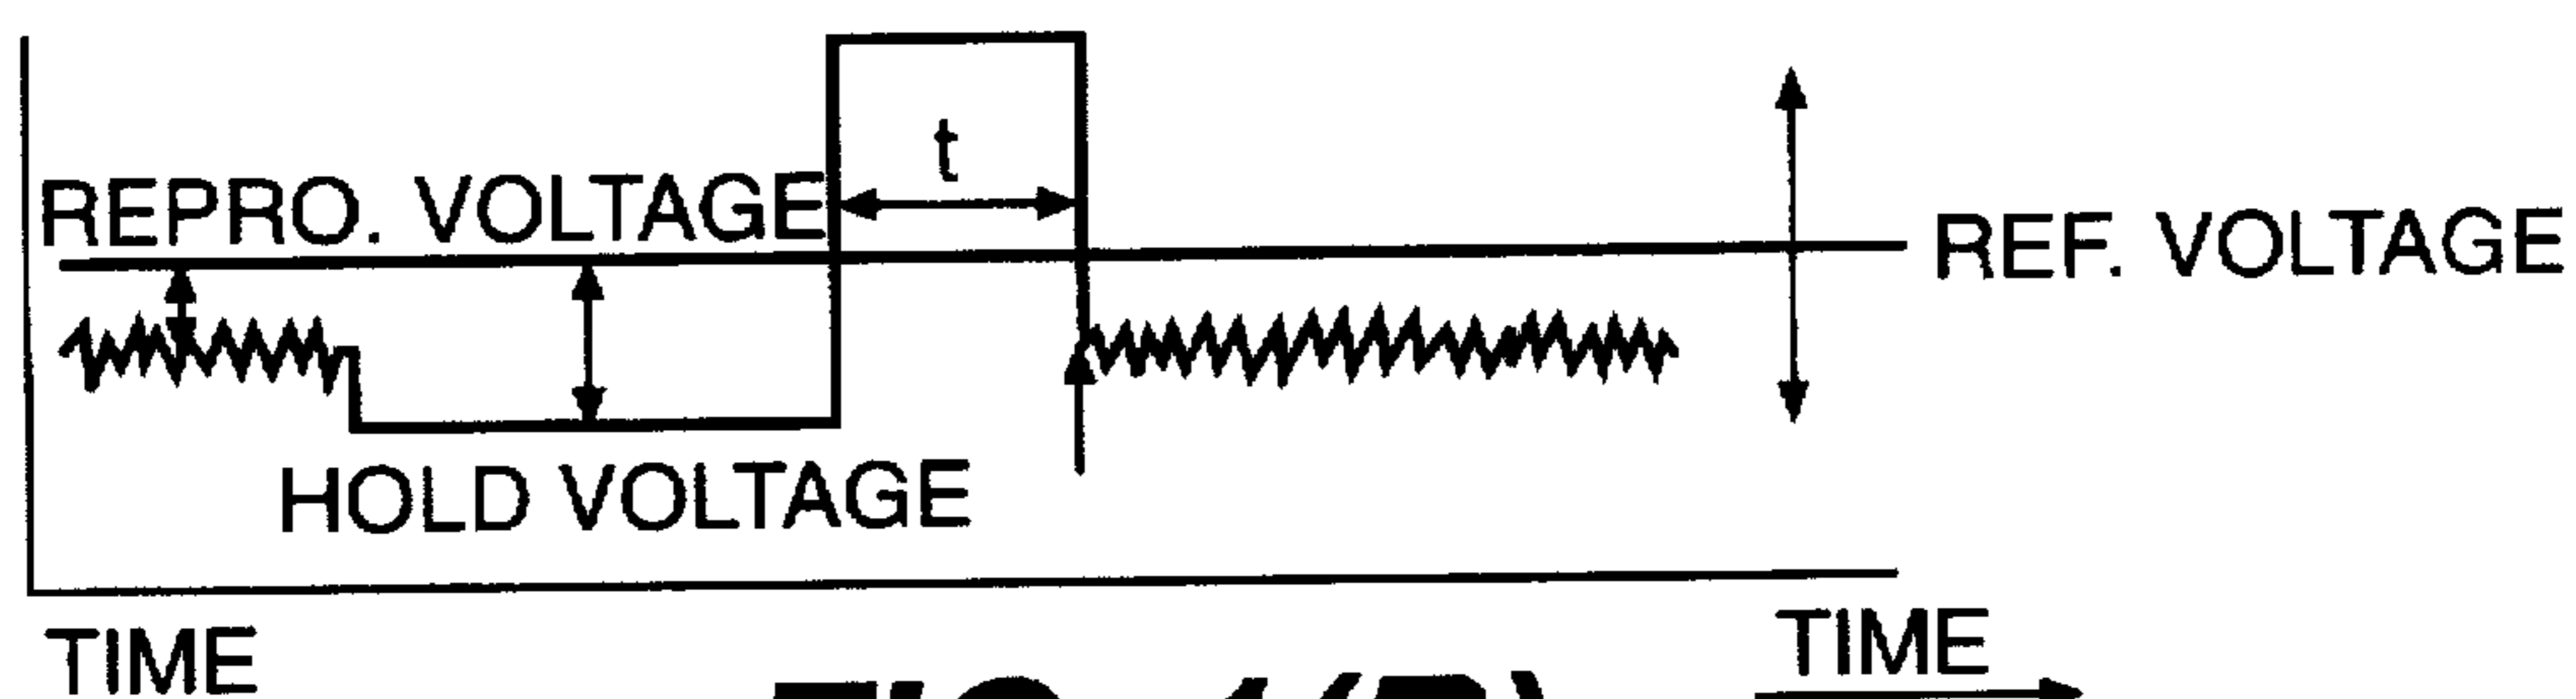 t
REPRO. VOLTAGE
REF. VOLTAGE
HOLD VOLTAGE
TIME
TIME